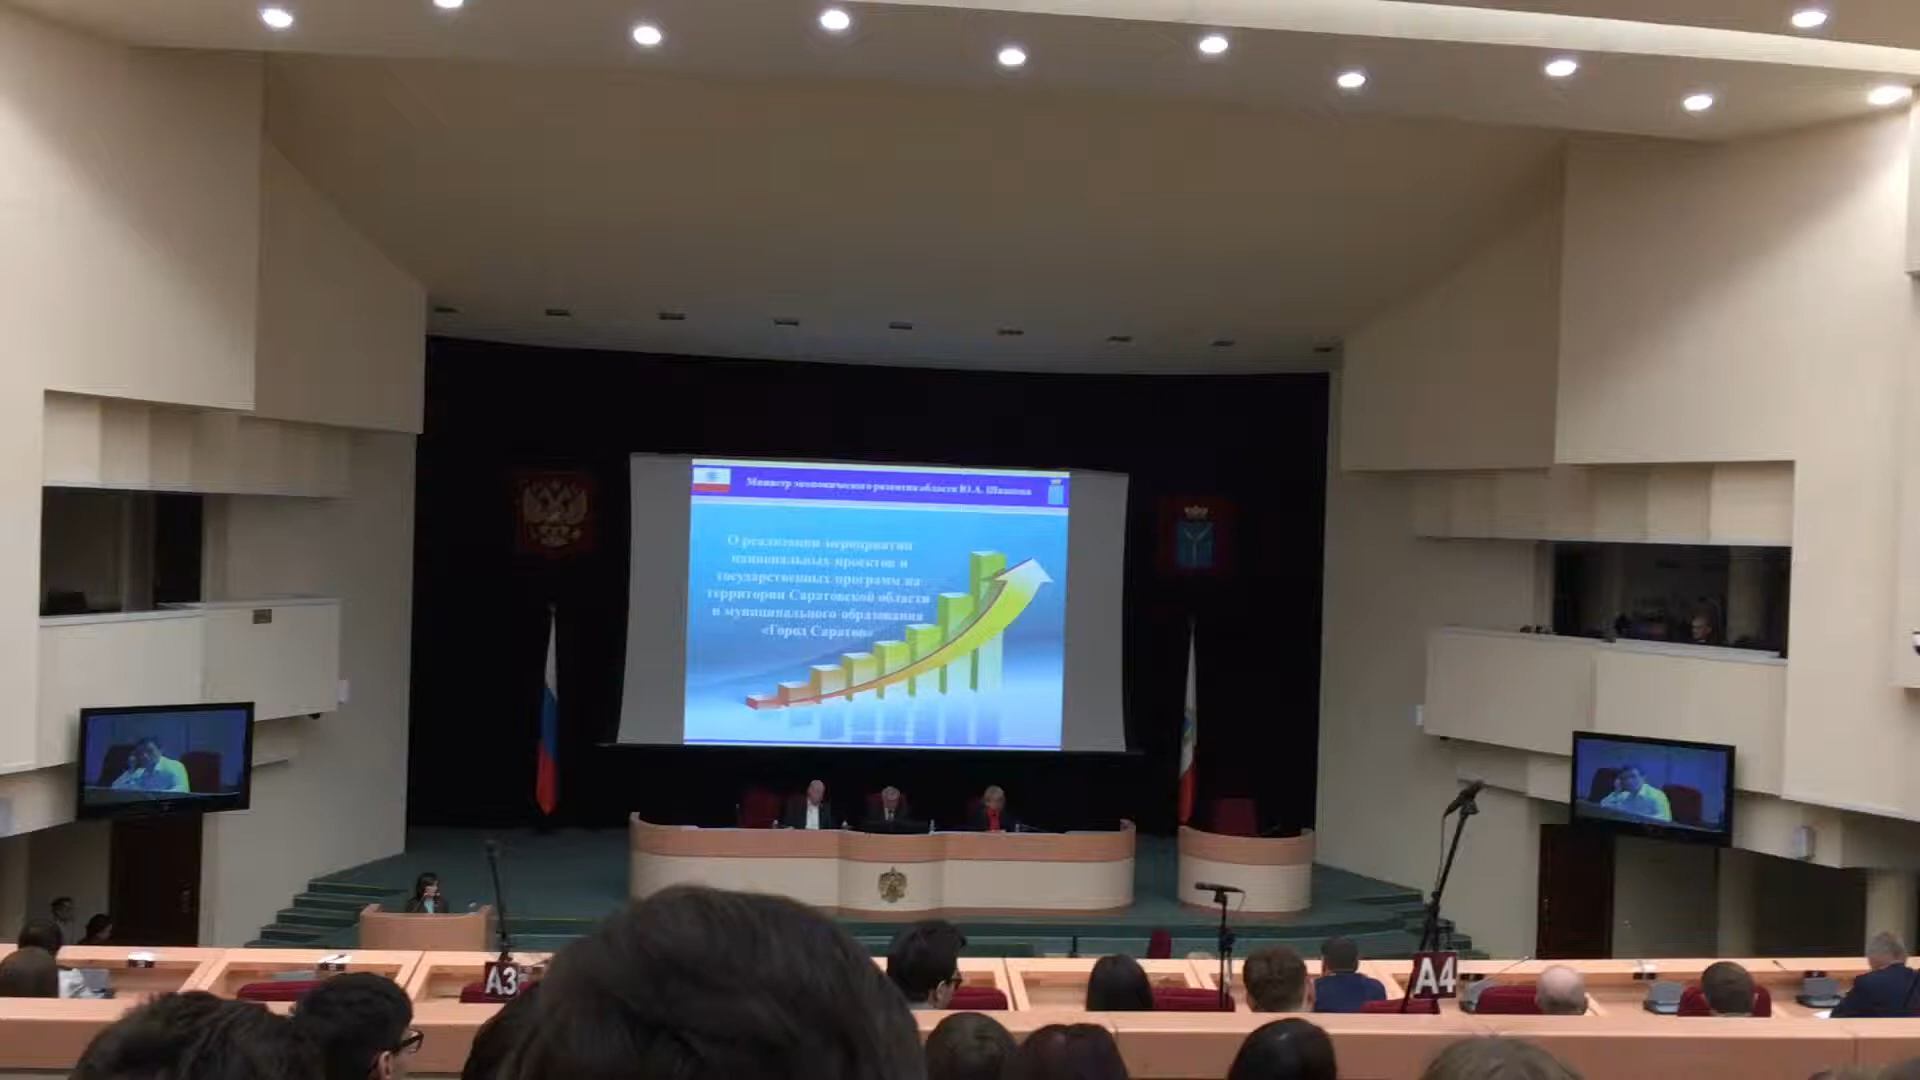 Министр экономического развития области Ю.А. Швакова
О реализации мероприятий
национальных проектов и
государственных программ на
территории Саратовской области
и муниципального образования
«Город Саратов»
A3
A4